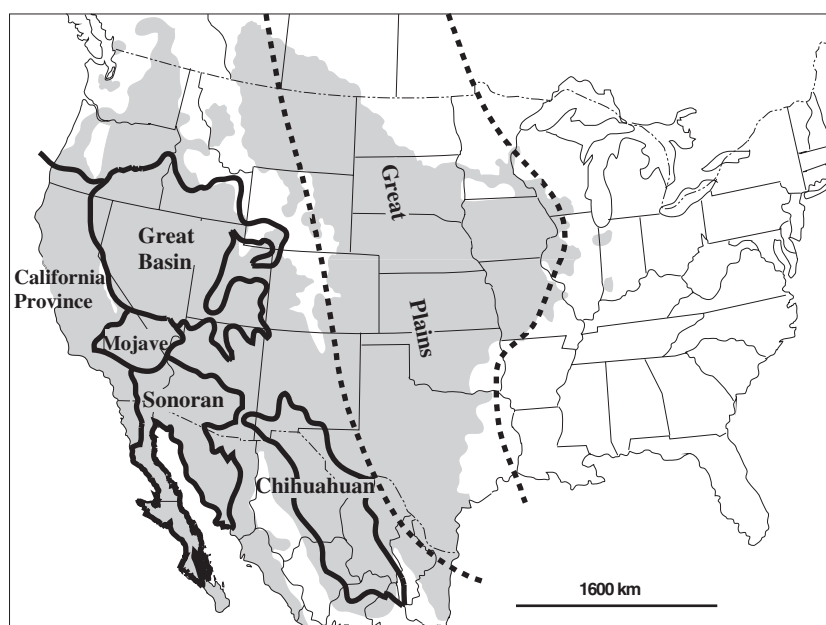 Great
Plains
Great
Basin
California
Province
Mojave
Sonoran
Chihuahuan
1600 km